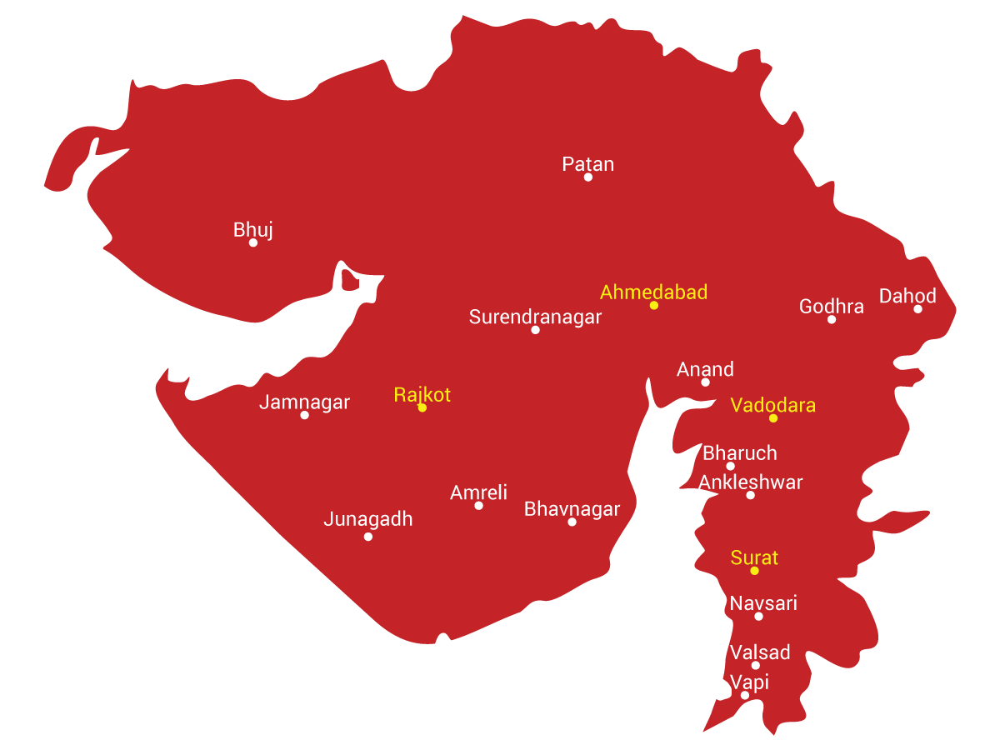 Patan
Bhuj
Ahmedabad
Dahod
Godhra
Surendranagar
Anand
Rajkot
Jamnagar
Vadodara
Bharuch
Ankleshwar
Amreli
Bhavnagar
Junagadh
Surat
Navsari
Valsad
Vapi